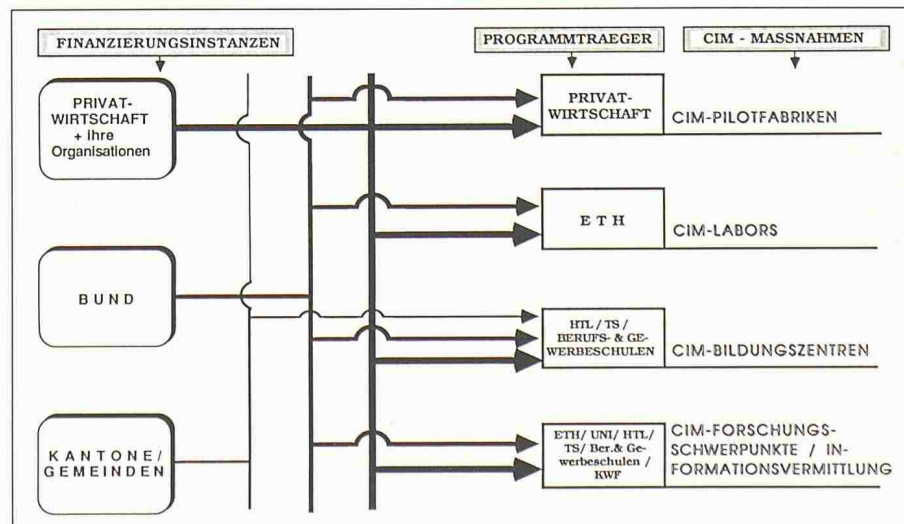 FINANZIERUNGSINSTANZEN
PROGRAMMTRAEGER
CIM - MASSNAHMEN
PRIVAT-
WIRTSCHAFT
+ ihre
Organisationen
PRIVAT-
WIRTSCHAFT
CIM-PILOTFABRIKEN
E T H
CIM-LABORS
B U N D
HTL / TS /
BERUFS- & GE-
WERBESCHULEN
CIM-BILDUNGSZENTREN
K A N T O N E /
G E M E I N D E N
ETH/ UNI/ HTL/
TS/ Ber.& Ge-
werbeschulen /
KWF
CIM-FORSCHUNGS-
SCHWERPUNKTE / IN-
FORMATIONSVERMITTLUNG